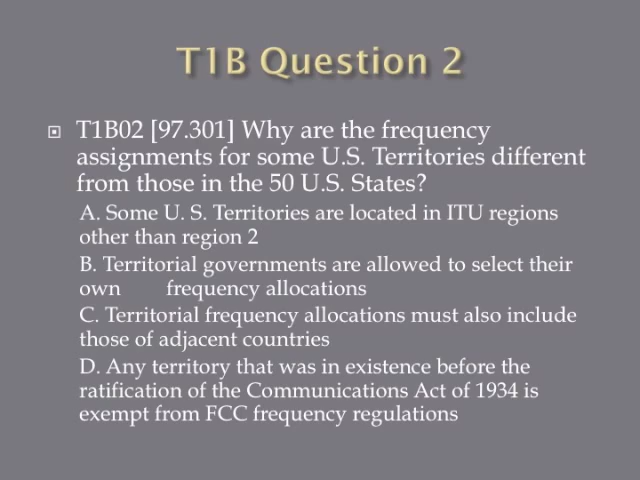 T1B Question 2
T1B02 [97.301] Why are the frequency
assignments for some U.S. Territories different
from those in the 50 U.S. States?
A. Some U. S. Territories are located in ITU regions
other than region 2
B. Territorial governments are allowed to select their
own frequency allocations
C. Territorial frequency allocations must also include
those of adjacent countries
D. Any territory that was in existence before the
ratification of the Communications Act of 1934 is
exempt from FCC frequency regulations